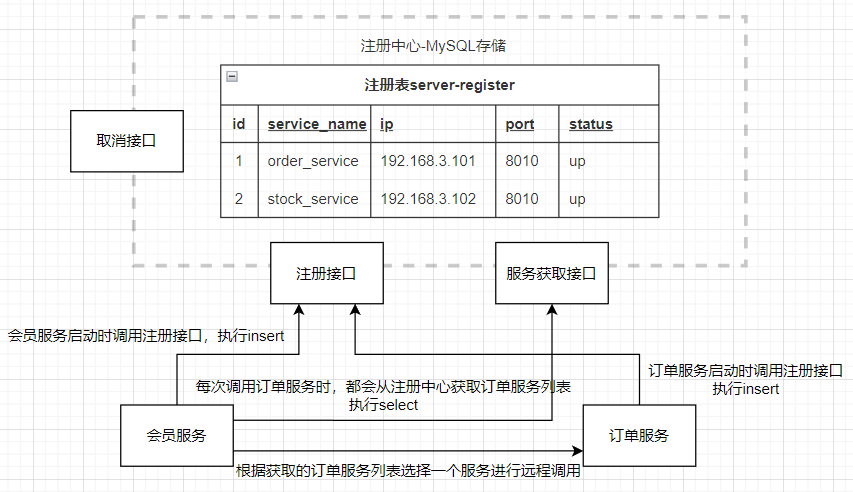 注册中心-MySQL存储
注册表server-register
id service_name ip port status
1 order_service 192.168.3.101 8010 up
2 stock_service 192.168.3.102 8010 up
取消接口
注册接口
服务获取接口
会员服务启动时调用注册接口，执行insert
每次调用订单服务时，都会从注册中心获取订单服务列表
执行select
订单服务启动时调用注册接口
执行insert
会员服务
订单服务
根据获取的订单服务列表选择一个服务进行远程调用